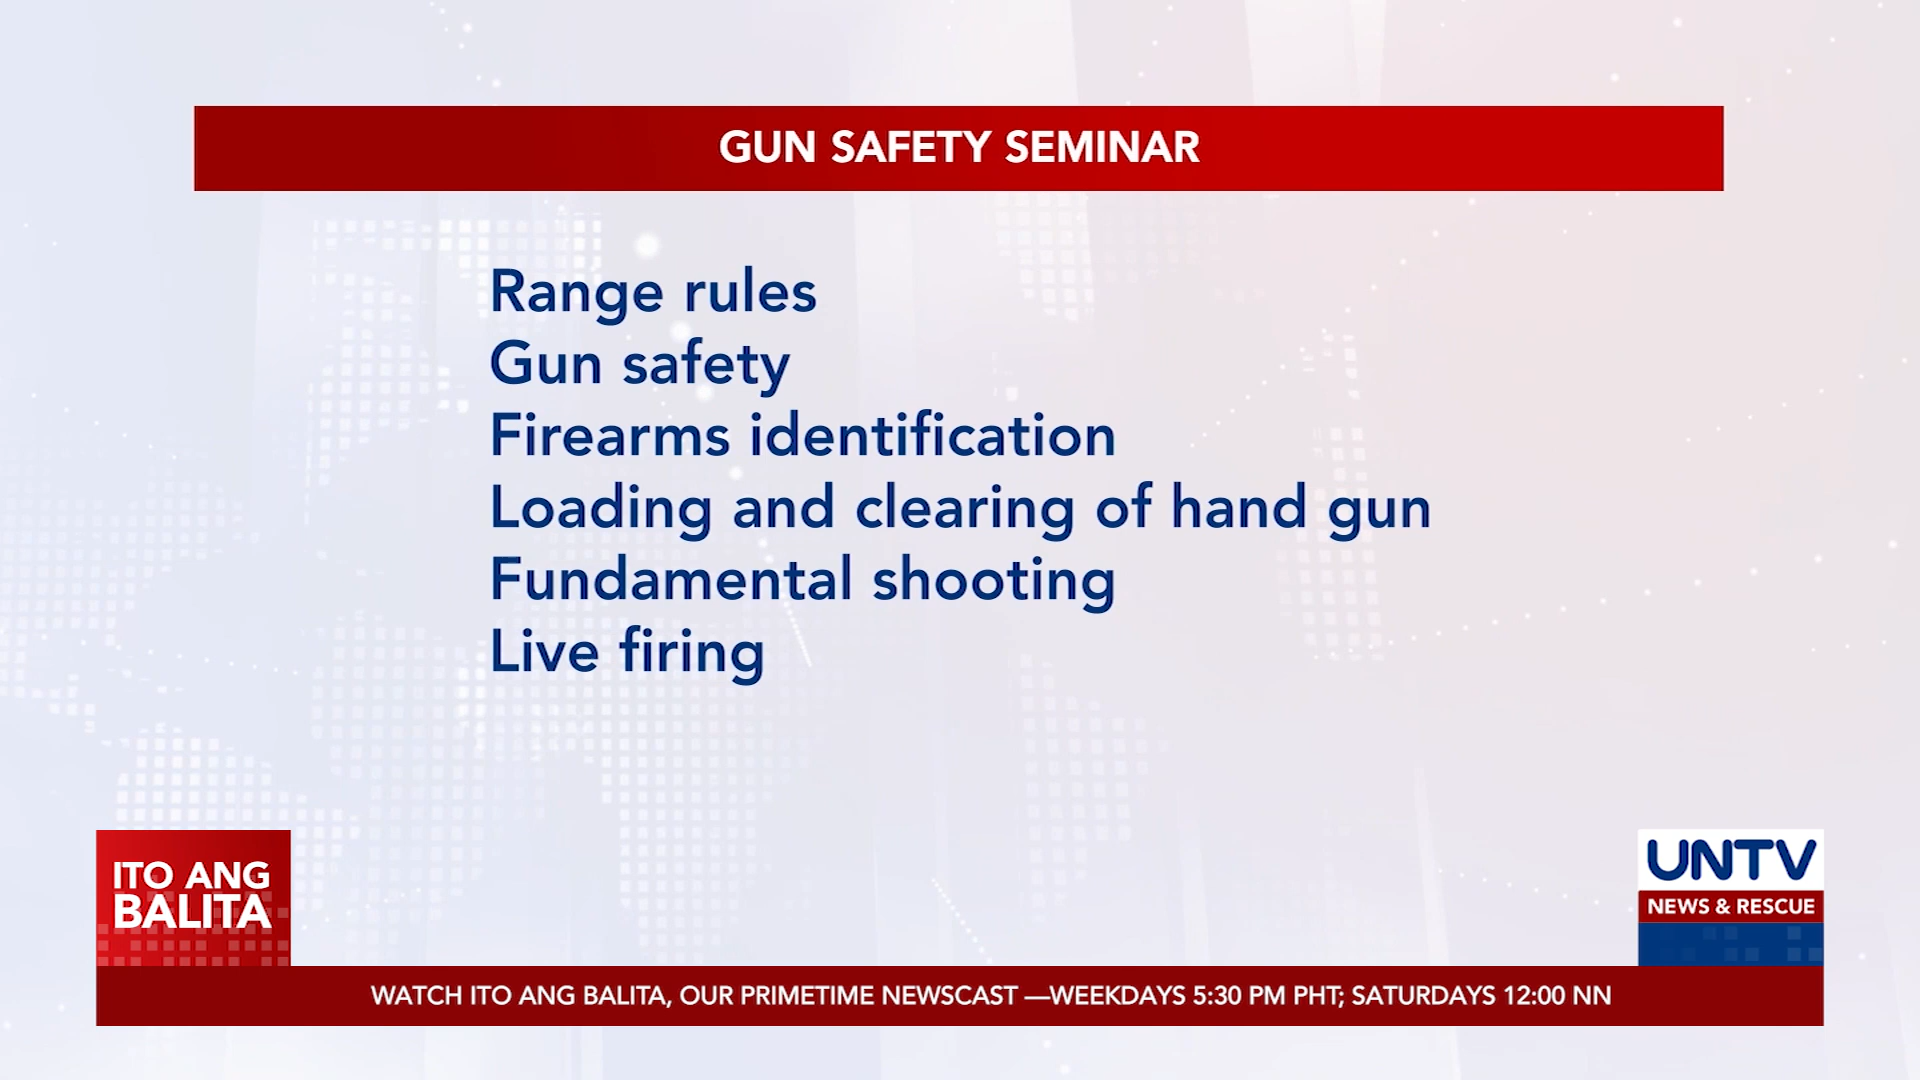 GUN SAFETY SEMINAR
Range rules
Gun safety
Firearms identification
Loading and clearing of hand gun
Fundamental shooting
Live firing
ITO ANG
BALITA
UNTV
NEWS & RESCUE
WATCH ITO ANG BALITA, OUR PRIMETIME NEWSCAST —WEEKDAYS 5:30 PM PHT; SATURDAYS 12:00 NN